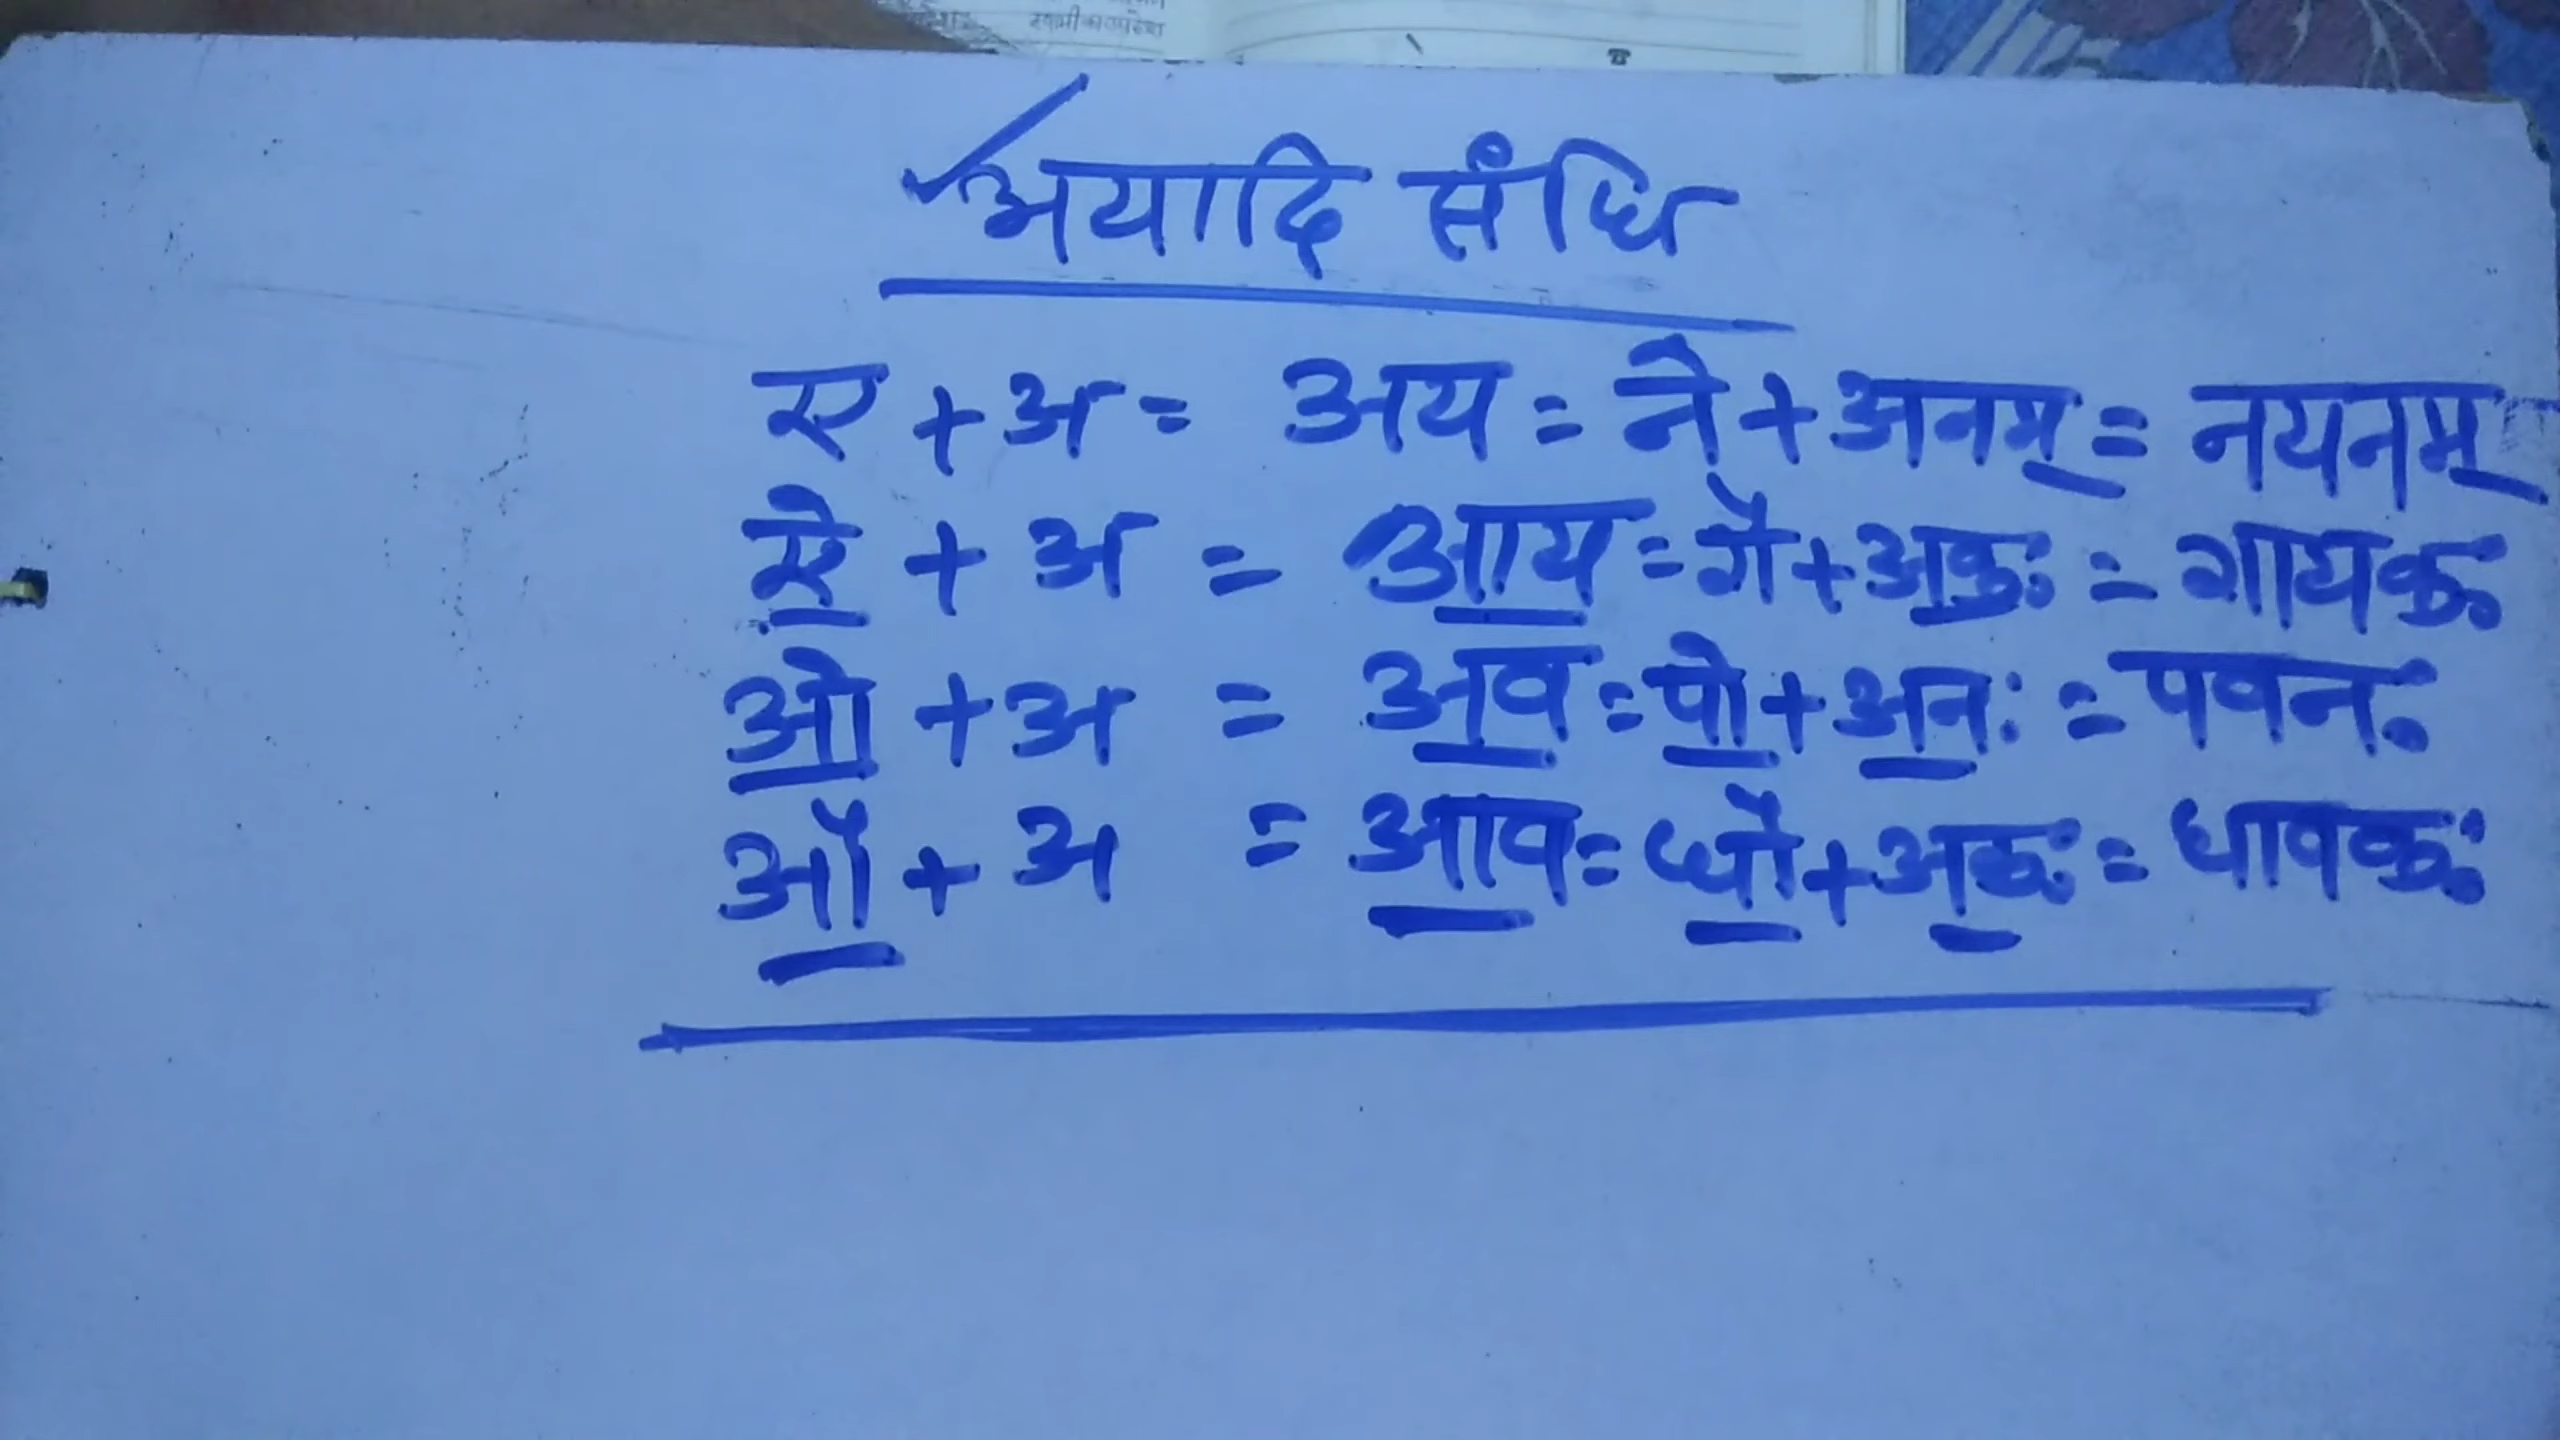 अयादि संधि
ए + अ = अय = ने + अनम् = नयनम्
ऐ + अ = आय = गै + अकः = गायकः
ओ + अ = अव = पो + अनः = पवनः
औ + अ = आव = धौ + अकः = धावकः